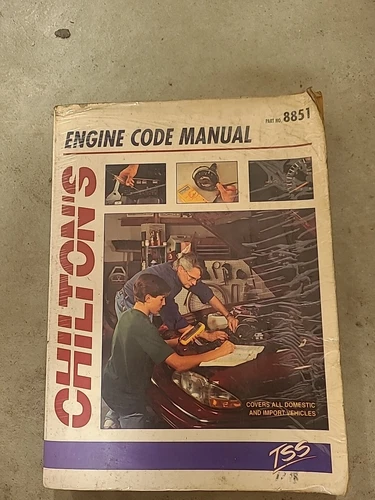 PART NO. 8851
ENGINE CODE MANUAL
CHILTON'S
COVERS ALL DOMESTIC
AND IMPORT VEHICLES
TSS